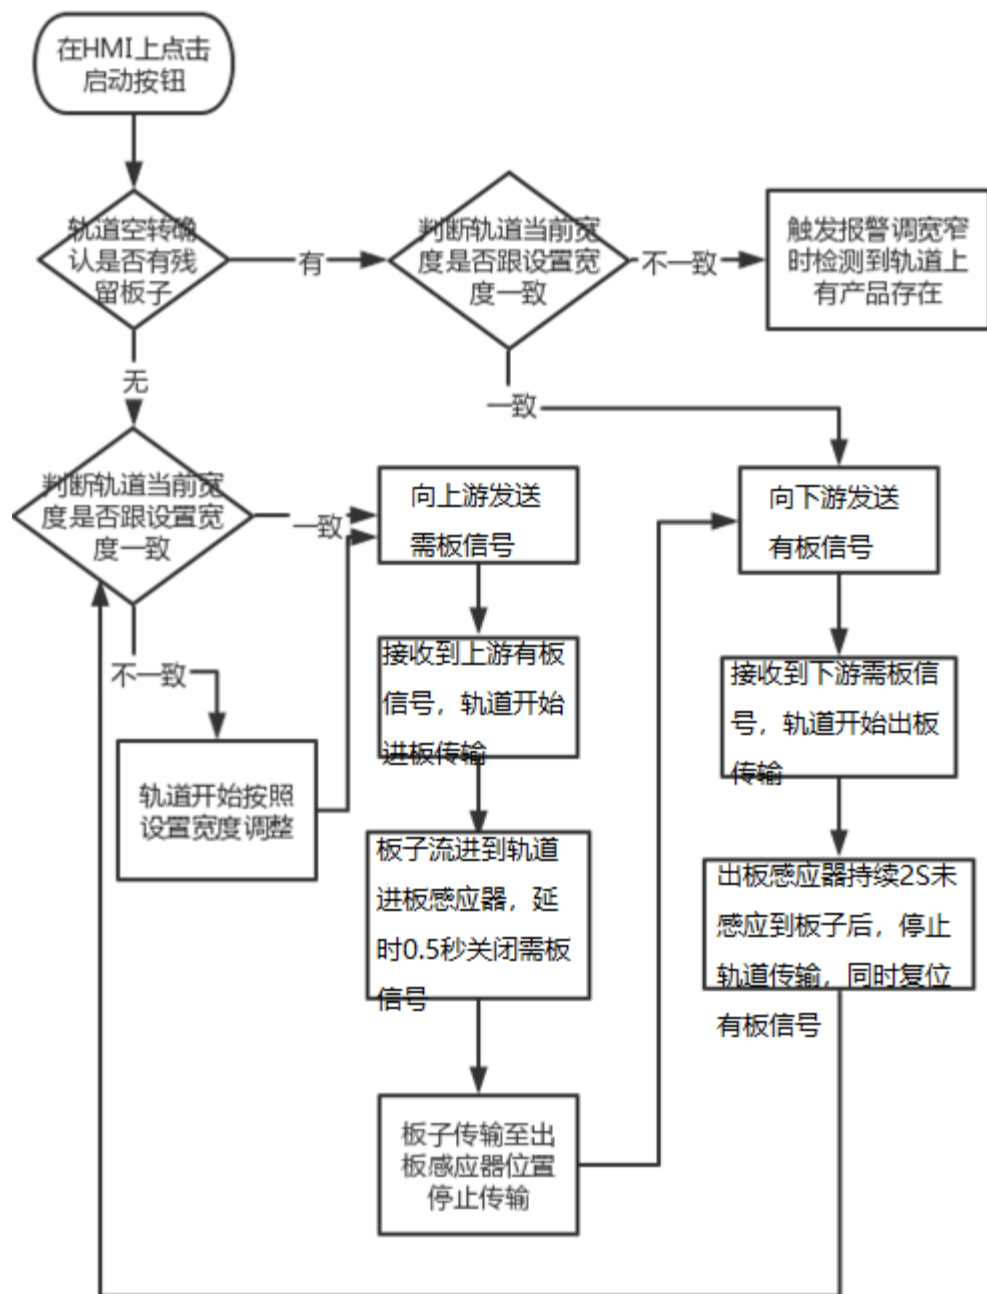 在HMI上点击
启动按钮
轨道空转确
认是否有残
留板子
有
判断轨道当前宽
度是否跟设置宽
度一致
不一致
触发报警调宽窄
时检测到轨道上
有产品存在
无
一致
判断轨道当前宽
度是否跟设置宽
度一致
一致
不一致
轨道开始按照
设置宽度调整
向上游发送
需板信号
接收到上游有板
信号，轨道开始
进板传输
板子流进到轨道
进板感应器，延
时0.5秒关闭需板
信号
板子传输至出
板感应器位置
停止传输
向下游发送
有板信号
接收到下游需板信
号，轨道开始出板
传输
出板感应器持续2S未
感应到板子后，停止
轨道传输，同时复位
有板信号